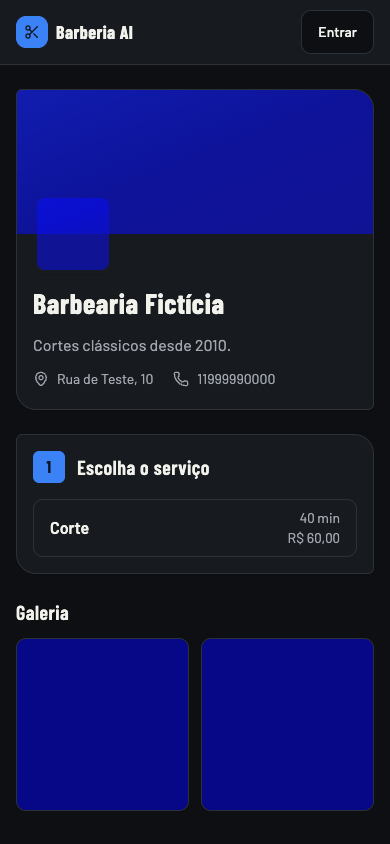 Barberia AI
Entrar
Barbearia Fictícia
Cortes clássicos desde 2010.
Rua de Teste, 10
11999990000
1
Escolha o serviço
Corte
40 min
R$ 60,00
Galeria